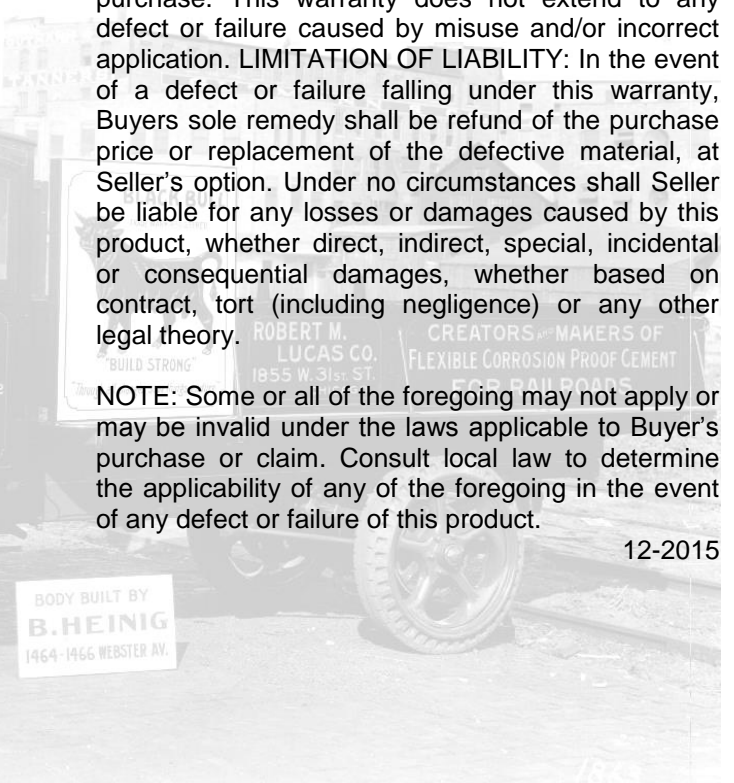 purchase. This warranty does not extend to any
defect or failure caused by misuse and/or incorrect
application. LIMITATION OF LIABILITY: In the event
of a defect or failure falling under this warranty,
Buyers sole remedy shall be refund of the purchase
price or replacement of the defective material, at
Seller's option. Under no circumstances shall Seller
be liable for any losses or damages caused by this
product, whether direct, indirect, special, incidental
or consequential damages, whether based on
contract, tort (including negligence) or any other
legal theory.
NOTE: Some or all of the foregoing may not apply or
may be invalid under the laws applicable to Buyer's
purchase or claim. Consult local law to determine
the applicability of any of the foregoing in the event
of any defect or failure of this product.
12-2015
TANNERS
BLACK BULL
"BUILD STRONG"
ROBERT M.
LUCAS CO.
1855 W. 31ST. ST.
CREATORS AND MAKERS OF
FLEXIBLE CORROSION PROOF CEMENT
FOR RAILROADS
BODY BUILT BY
B. HEINIG
1464-1466 WEBSTER AV.